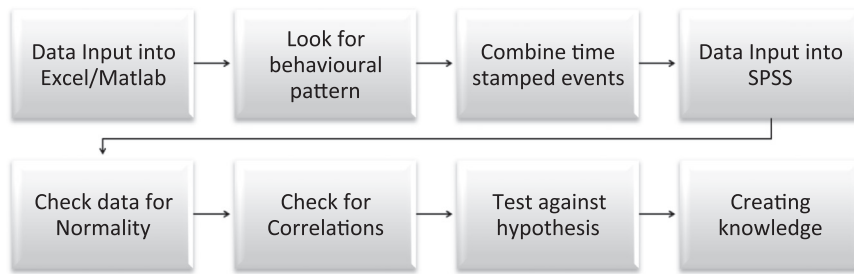 Data Input into
Excel/Matlab
Look for
behavioural
pattern
Combine time
stamped events
Data Input into
SPSS
Check data for
Normality
Check for
Correlations
Test against
hypothesis
Creating
knowledge